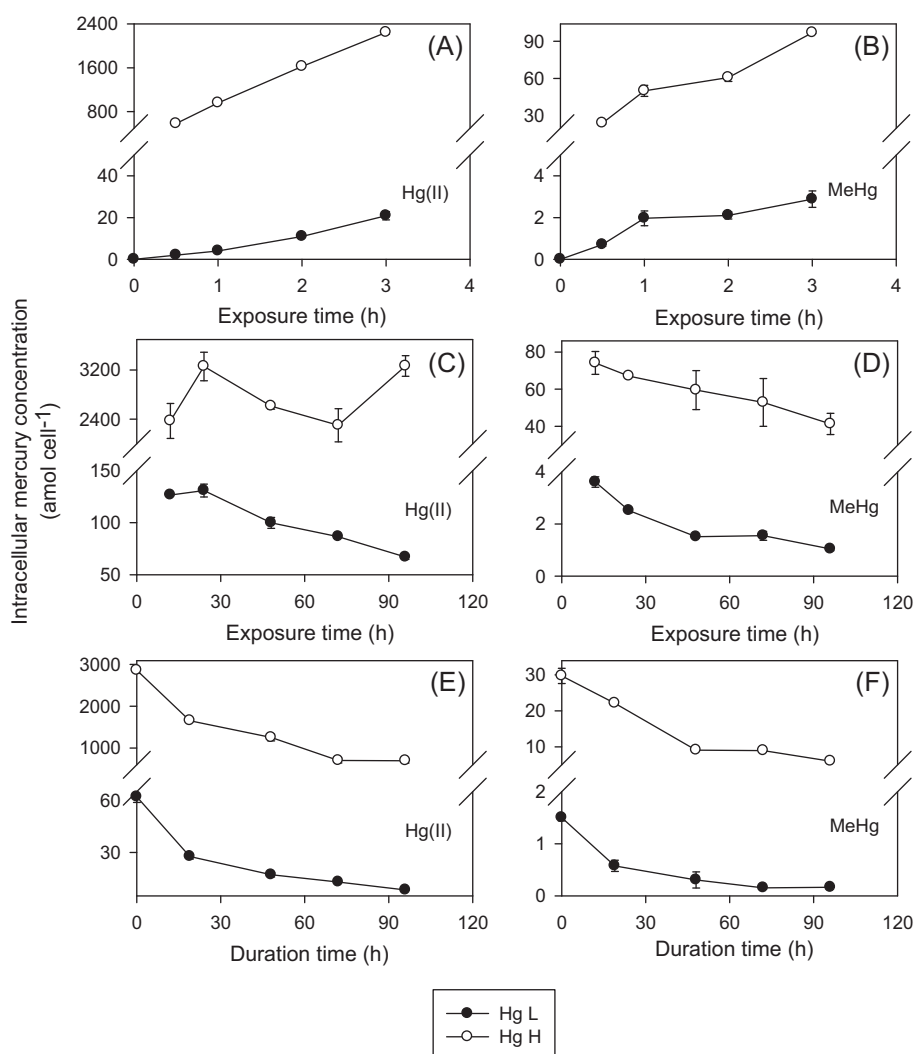 2400
1600
800
40
20
0
(A)
Hg(II)
0 1 2 3 4
Exposure time (h)
90
60
30
4
2
0
(B)
MeHg
0 1 2 3 4
Exposure time (h)
Intracellular mercury concentration
(amol cell-1)
3200
2400
150
100
50
(C)
Hg(II)
0 30 60 90 120
Exposure time (h)
80
60
40
4
2
0
(D)
MeHg
0 30 60 90 120
Exposure time (h)
3000
2000
1000
60
30
(E)
Hg(II)
0 30 60 90 120
Duration time (h)
30
20
10
2
1
0
(F)
MeHg
0 30 60 90 120
Duration time (h)
Hg L
Hg H